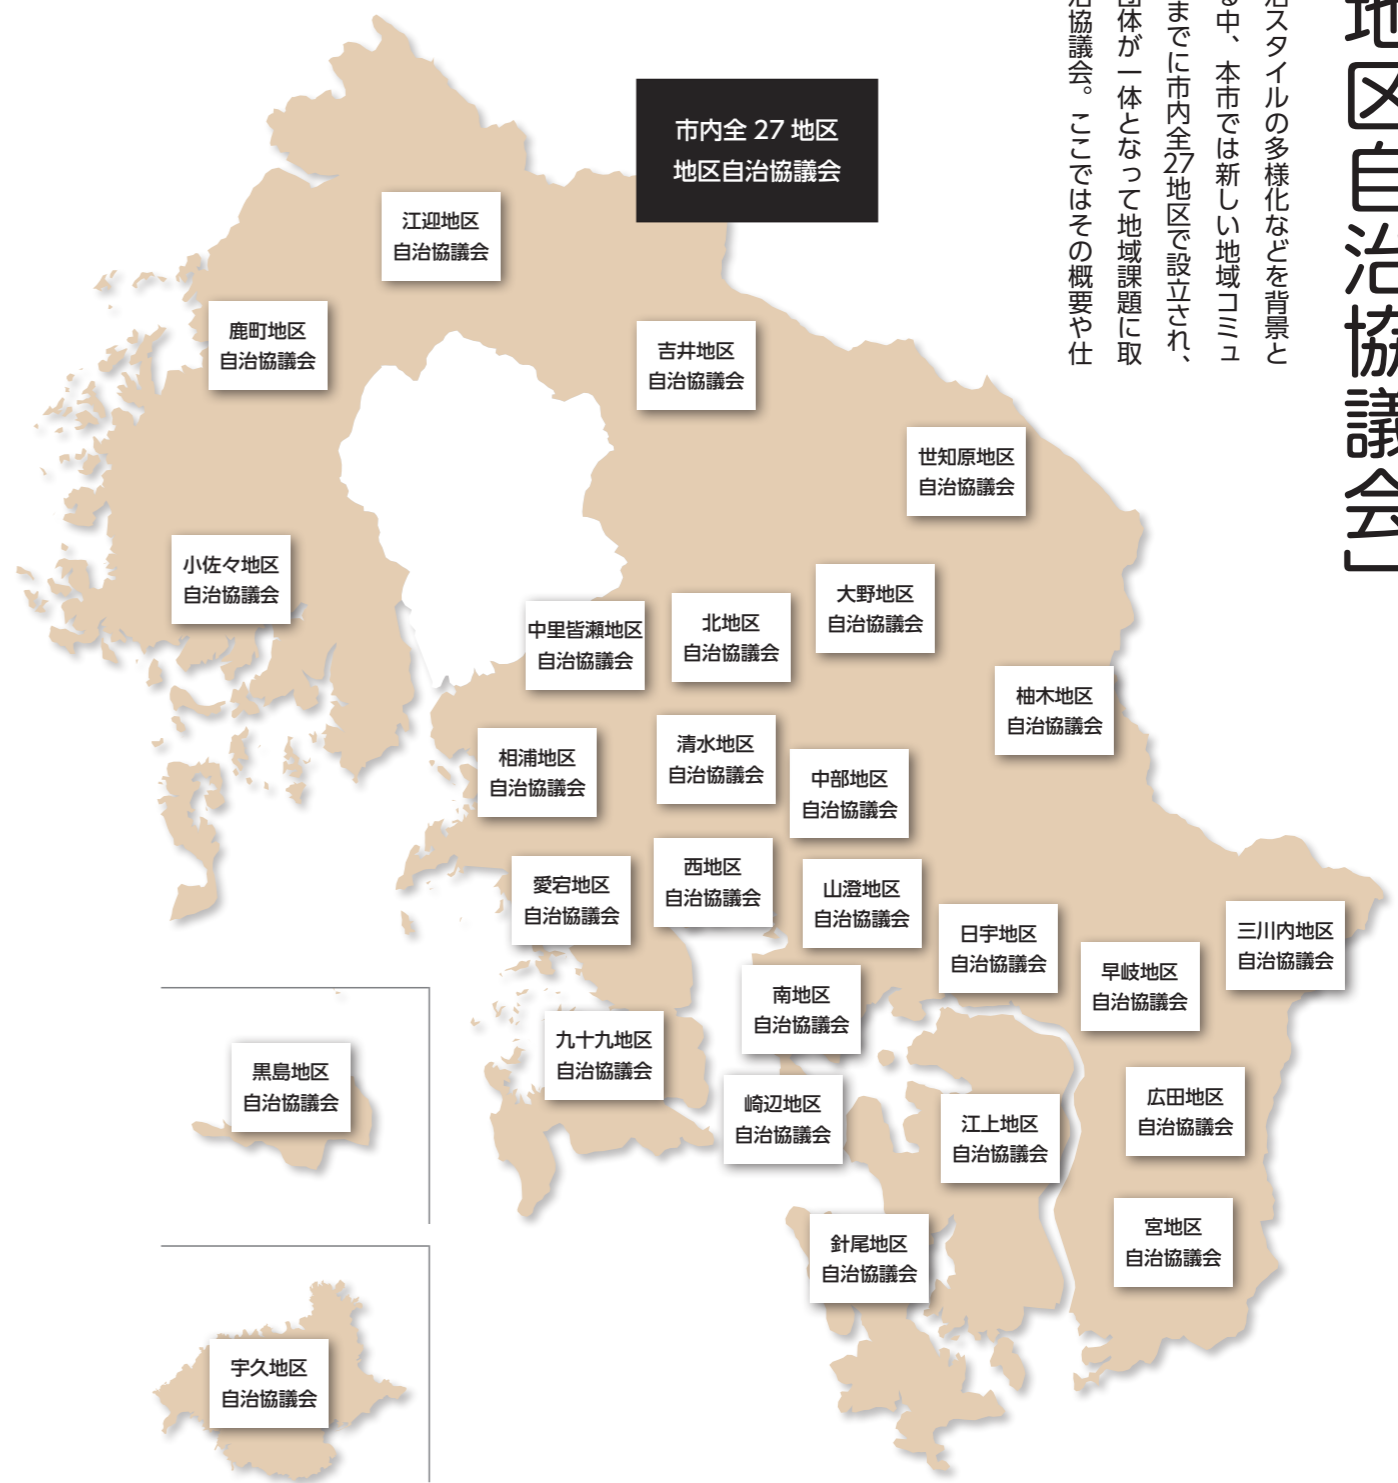 地区自治協議会」
治スタイルの多様化などを背景と
る中、本市では新しい地域コミュ
までに市内全27地区で設立され、
団体が一体となって地域課題に取
治協議会。ここではその概要や仕
市内全 27 地区
地区自治協議会
江迎地区
自治協議会
鹿町地区
自治協議会
吉井地区
自治協議会
世知原地区
自治協議会
小佐々地区
自治協議会
大野地区
自治協議会
北地区
自治協議会
中里皆瀬地区
自治協議会
柚木地区
自治協議会
相浦地区
自治協議会
清水地区
自治協議会
中部地区
自治協議会
愛宕地区
自治協議会
西地区
自治協議会
山澄地区
自治協議会
日宇地区
自治協議会
早岐地区
自治協議会
三川内地区
自治協議会
南地区
自治協議会
九十九地区
自治協議会
黒島地区
自治協議会
崎辺地区
自治協議会
江上地区
自治協議会
広田地区
自治協議会
針尾地区
自治協議会
宮地区
自治協議会
宇久地区
自治協議会